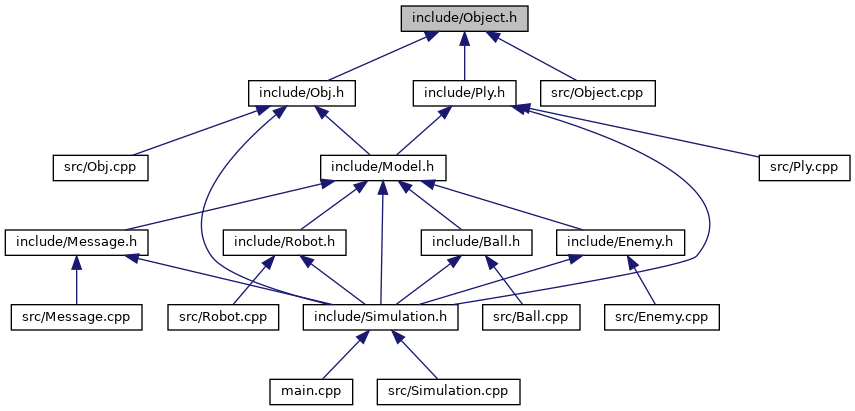 include/Object.h
include/Obj.h
include/Ply.h
src/Object.cpp
src/Obj.cpp
include/Model.h
src/Ply.cpp
include/Message.h
include/Robot.h
include/Ball.h
include/Enemy.h
src/Message.cpp
src/Robot.cpp
include/Simulation.h
src/Ball.cpp
src/Enemy.cpp
main.cpp
src/Simulation.cpp